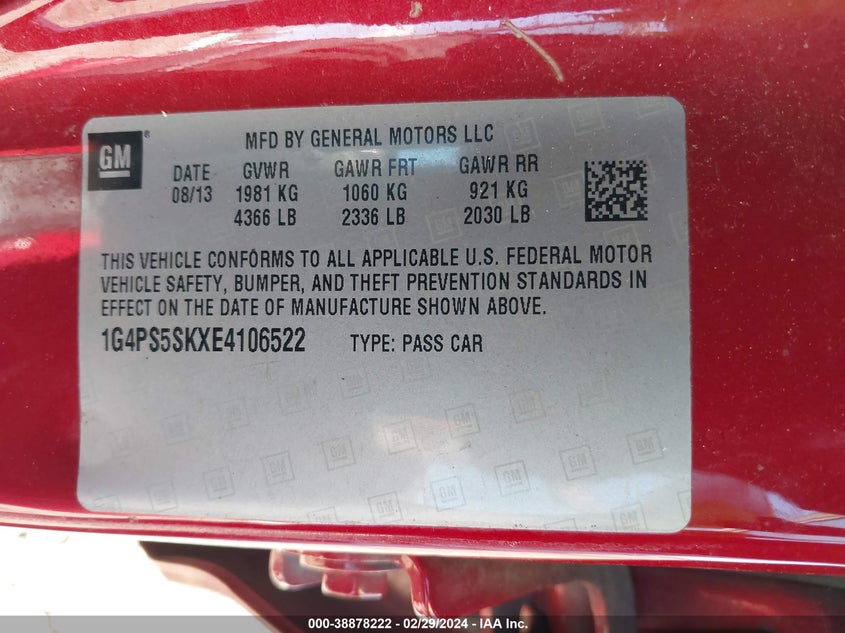 GM ®
MFD BY GENERAL MOTORS LLC
DATE GVWR GAWR FRT GAWR RR
08/13 1981 KG 1060 KG 921 KG
4366 LB 2336 LB 2030 LB
THIS VEHICLE CONFORMS TO ALL APPLICABLE U.S. FEDERAL MOTOR
VEHICLE SAFETY, BUMPER, AND THEFT PREVENTION STANDARDS IN
EFFECT ON THE DATE OF MANUFACTURE SHOWN ABOVE.
1G4PS5SKXE4106522 TYPE: PASS CAR
000-38878222 - 02/29/2024 - IAA Inc.